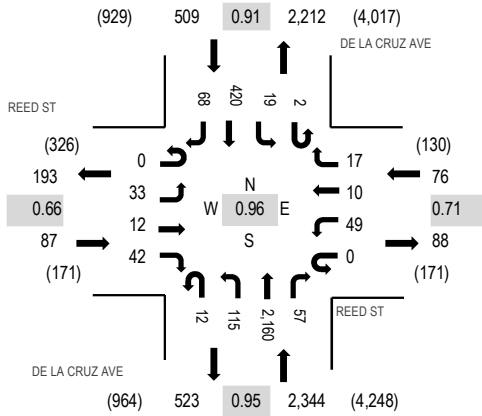 (929) 509 0.91 2,212 (4,017)
DE LA CRUZ AVE
REED ST
68 420 19 2
(326) (130)
193 0 17 76
33 10
0.66 N 0.71
W 0.96 E
12 49
S
87 42 0 88
(171) (171)
12 115 2,160 57
REED ST
DE LA CRUZ AVE
(964) 523 0.95 2,344 (4,248)